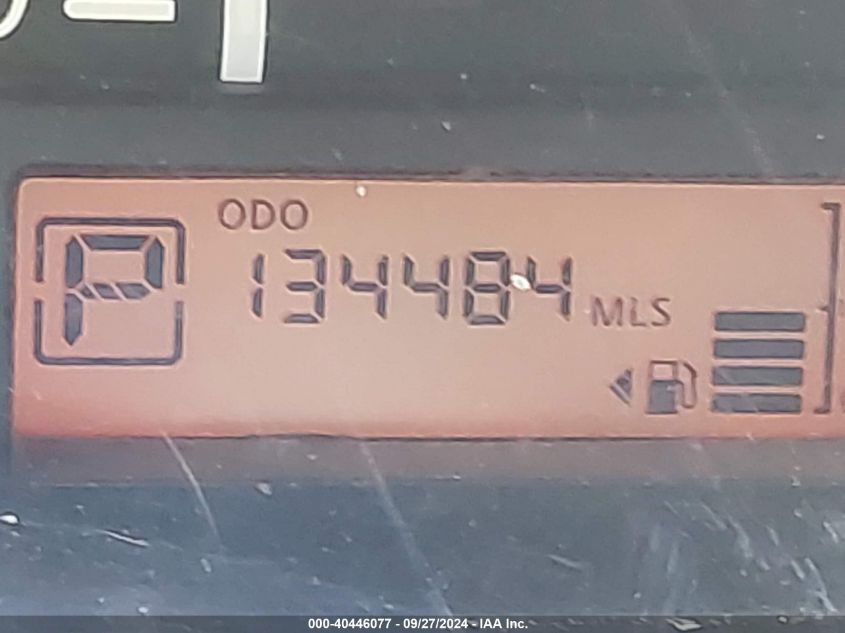 ODO
P
134484 MLS
000-40446077 - 09/27/2024 - IAA Inc.